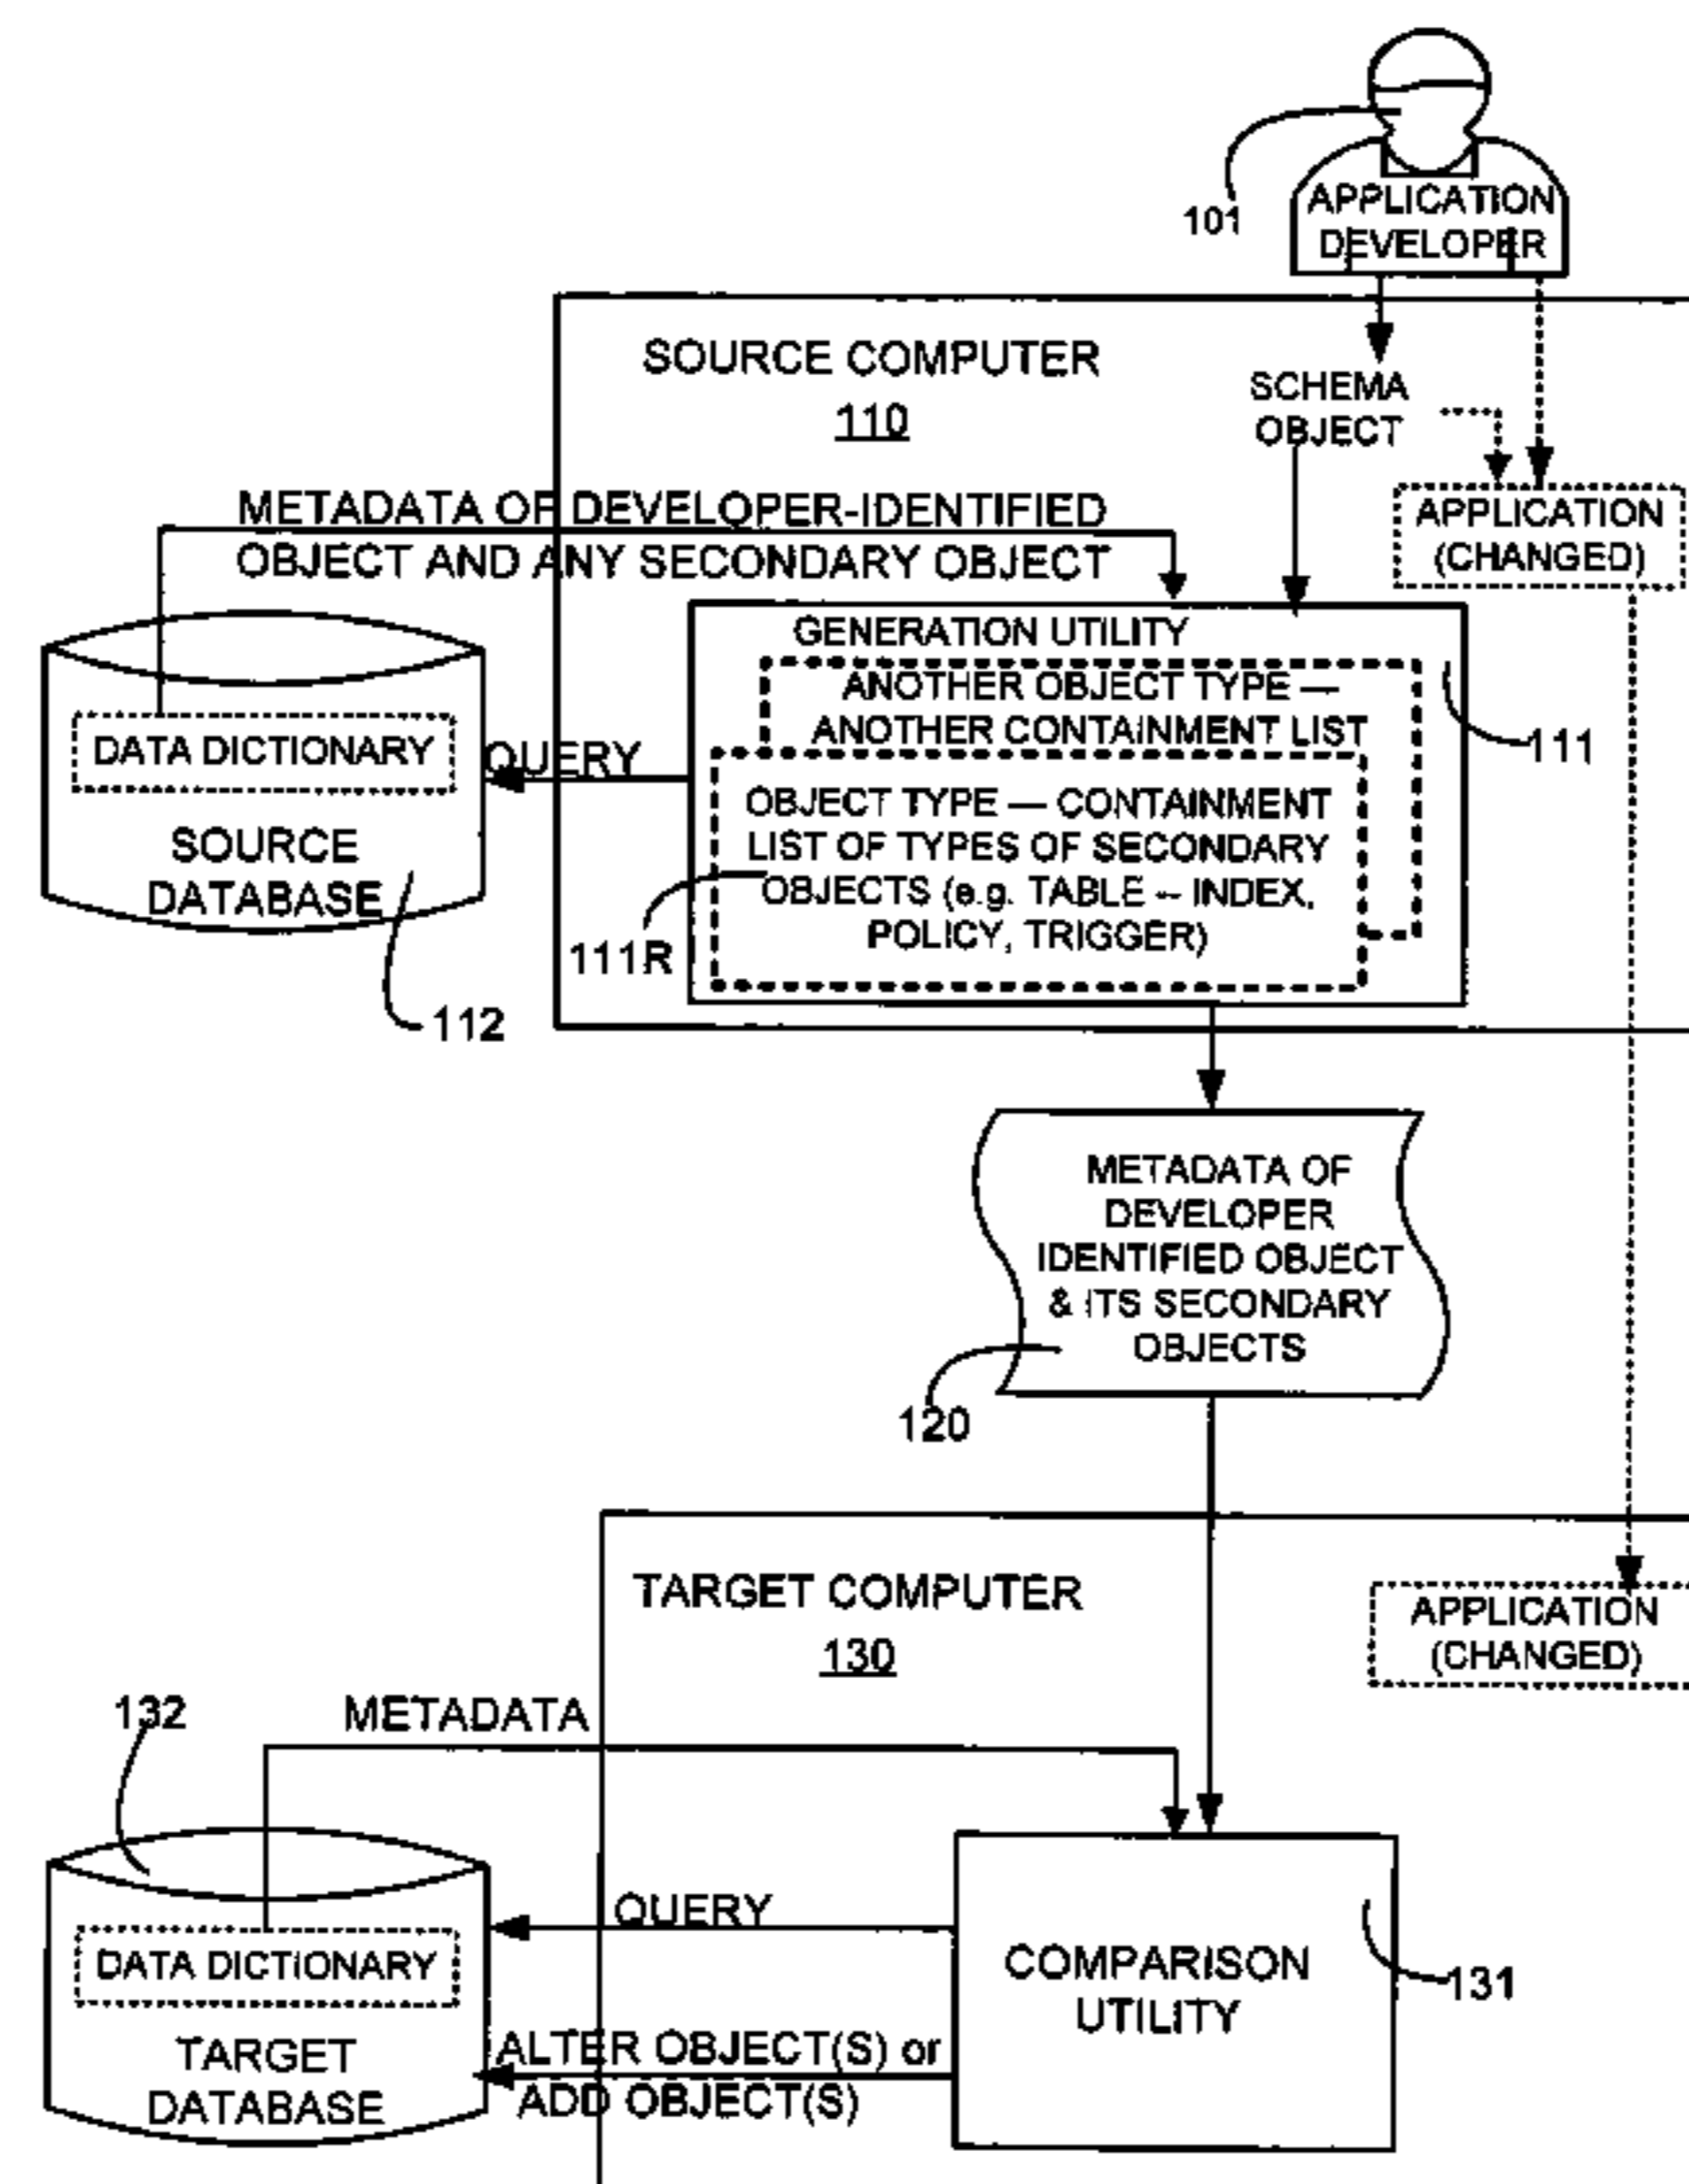 101
APPLICATION
DEVELOPER
SOURCE COMPUTER
110
SCHEMA
OBJECT
APPLICATION
(CHANGED)
METADATA OF DEVELOPER-IDENTIFIED
OBJECT AND ANY SECONDARY OBJECT
GENERATION UTILITY
ANOTHER OBJECT TYPE —
ANOTHER CONTAINMENT LIST
111
OBJECT TYPE — CONTAINMENT
LIST OF TYPES OF SECONDARY
OBJECTS (e.g. TABLE -- INDEX,
POLICY, TRIGGER)
111R
QUERY
DATA DICTIONARY
SOURCE
DATABASE
112
METADATA OF
DEVELOPER
IDENTIFIED OBJECT
& ITS SECONDARY
OBJECTS
120
TARGET COMPUTER
130
APPLICATION
(CHANGED)
132
METADATA
DATA DICTIONARY
TARGET
DATABASE
QUERY
ALTER OBJECT(S) or
ADD OBJECT(S)
COMPARISON
UTILITY
131